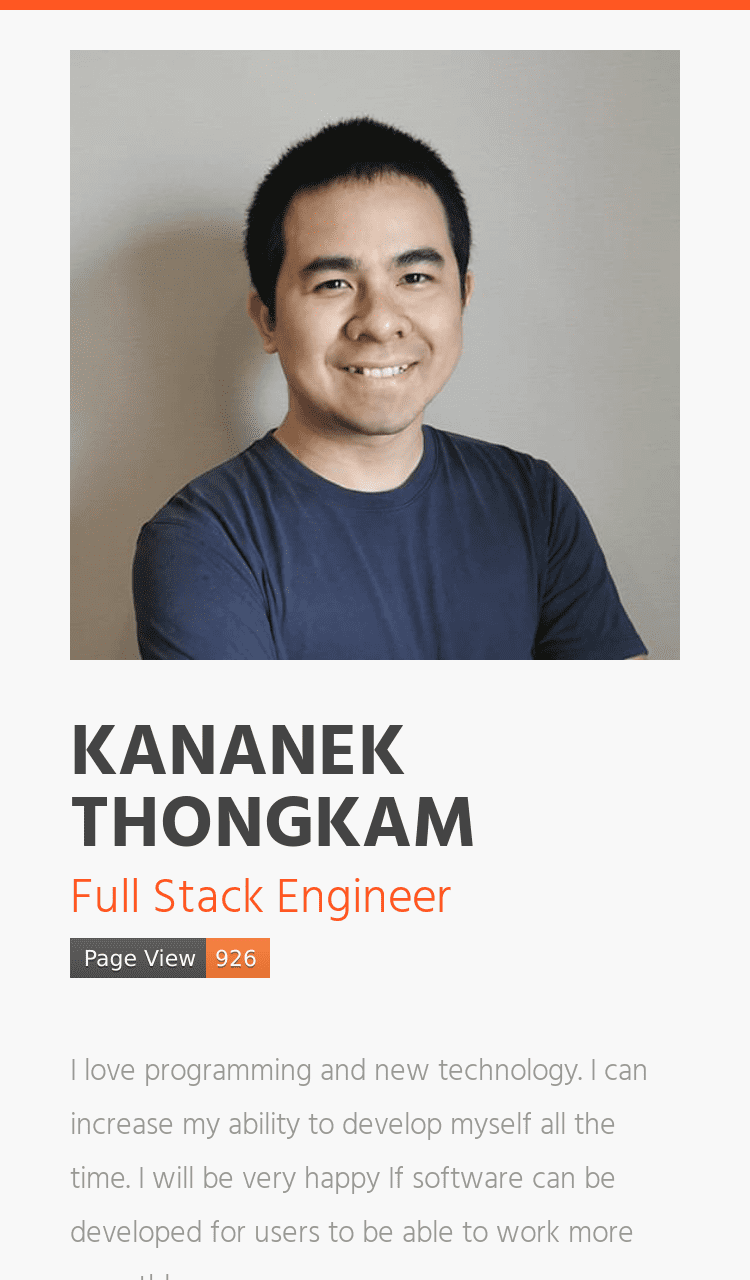 KANANEK
THONGKAM
Full Stack Engineer
Page View 926
I love programming and new technology. I can
increase my ability to develop myself all the
time. I will be very happy If software can be
developed for users to be able to work more